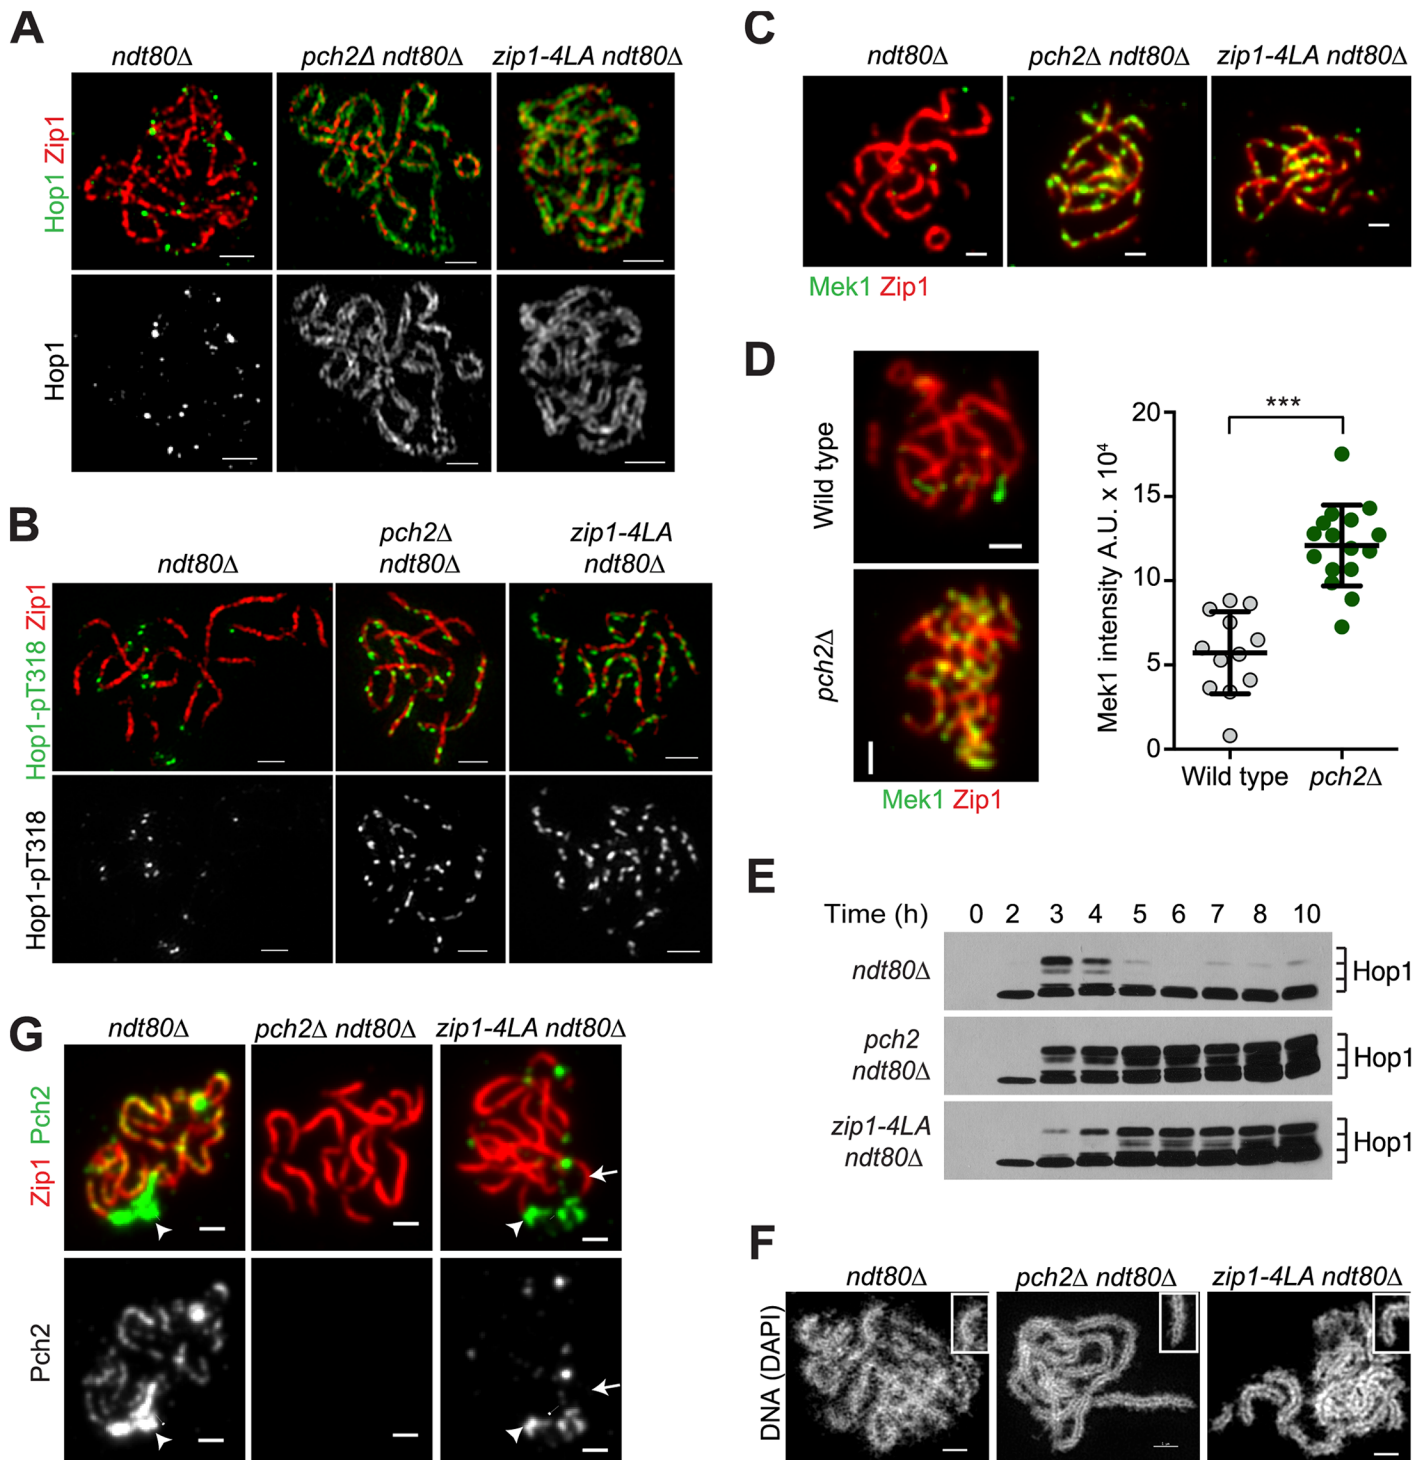 A
ndt80Δ
pch2Δ ndt80Δ
zip1-4LA ndt80Δ
Hop1 Zip1
Hop1
B
ndt80Δ
pch2Δ
ndt80Δ
zip1-4LA
ndt80Δ
Hop1-pT318 Zip1
Hop1-pT318
G
ndt80Δ
pch2Δ ndt80Δ
zip1-4LA ndt80Δ
Zip1 Pch2
Pch2
C
ndt80Δ
pch2Δ ndt80Δ
zip1-4LA ndt80Δ
Mek1 Zip1
D
Wild type
pch2Δ
Mek1 Zip1
Mek1 intensity A.U. x 10⁴
20
15
10
5
0
***
Wild type
pch2Δ
E
Time (h) 0 2 3 4 5 6 7 8 10
ndt80Δ
Hop1
pch2
ndt80Δ
Hop1
zip1-4LA
ndt80Δ
Hop1
F
ndt80Δ
pch2Δ ndt80Δ
zip1-4LA ndt80Δ
DNA (DAPI)